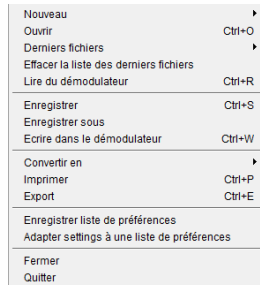 Nouveau
Ouvrir Ctrl+O
Derniers fichiers
Effacer la liste des derniers fichiers
Lire du démodulateur Ctrl+R
Enregistrer Ctrl+S
Enregistrer sous
Ecrire dans le démodulateur Ctrl+W
Convertir en
Imprimer Ctrl+P
Export Ctrl+E
Enregistrer liste de préférences
Adapter settings à une liste de préférences
Fermer
Quitter